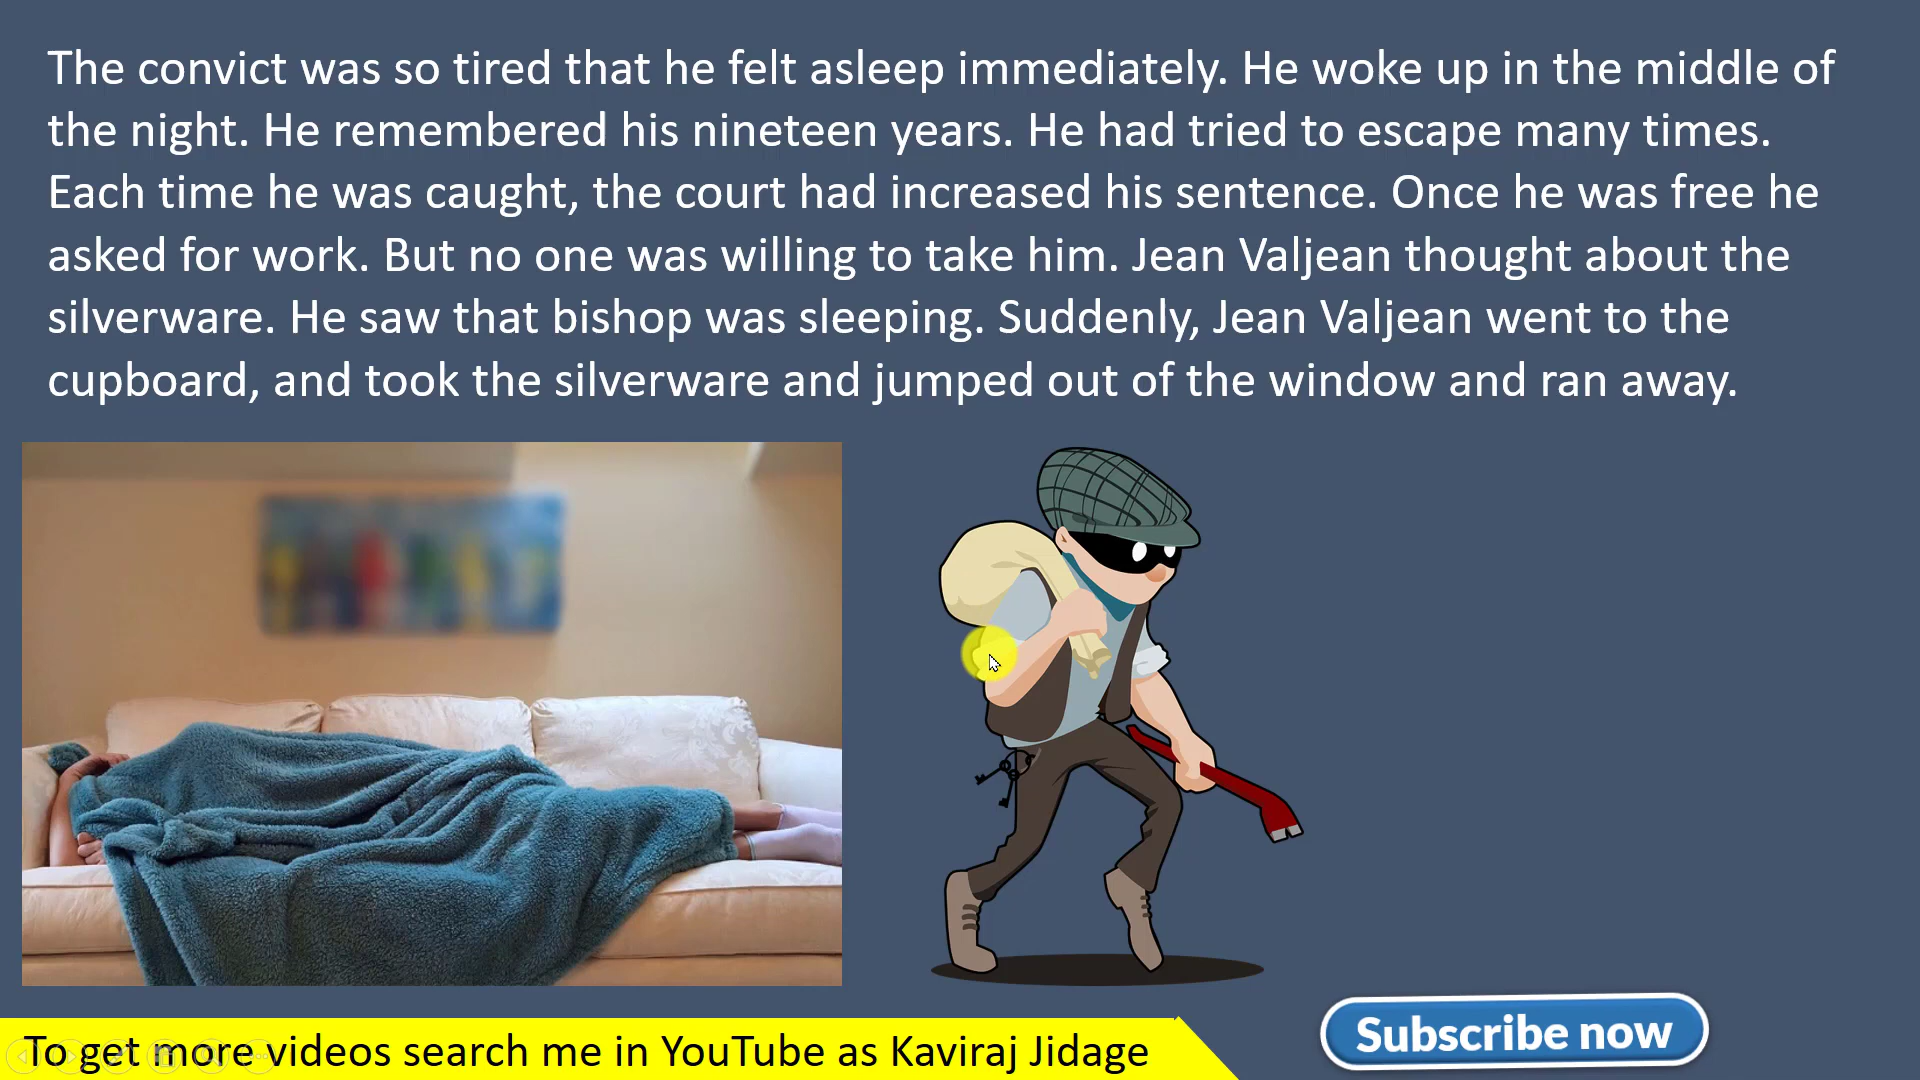 The convict was so tired that he felt asleep immediately. He woke up in the middle of
the night. He remembered his nineteen years. He had tried to escape many times.
Each time he was caught, the court had increased his sentence. Once he was free he
asked for work. But no one was willing to take him. Jean Valjean thought about the
silverware. He saw that bishop was sleeping. Suddenly, Jean Valjean went to the
cupboard, and took the silverware and jumped out of the window and ran away.
To get more videos search me in YouTube as Kaviraj Jidage
Subscribe now